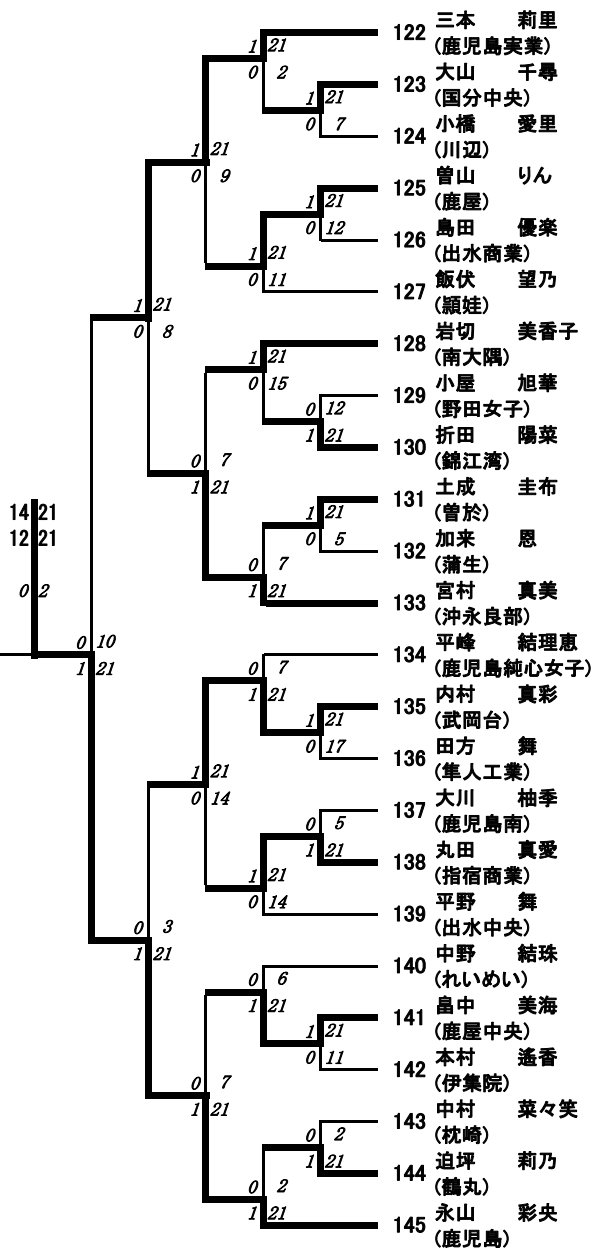 122 三本 莉里
(鹿児島実業)
1 21
0 2
123 大山 千尋
(国分中央)
1 21
0 7
124 小橋 愛里
(川辺)
1 21
0 9
125 曽山 りん
(鹿屋)
1 21
0 12
126 島田 優楽
(出水商業)
1 21
0 11
127 飯伏 望乃
(頴娃)
1 21
0 8
128 岩切 美香子
(南大隅)
1 21
0 15
129 小屋 旭華
(野田女子)
0 12
1 21
130 折田 陽菜
(錦江湾)
0 7
1 21
131 土成 圭布
(曽於)
1 21
0 5
132 加来 恩
(蒲生)
0 7
1 21
133 宮村 真美
(沖永良部)
14 21
12 21
0 2
0 10
1 21
134 平峰 結理恵
(鹿児島純心女子)
0 7
1 21
135 内村 真彩
(武岡台)
1 21
0 17
136 田方 舞
(隼人工業)
1 21
0 14
137 大川 柚季
(鹿児島南)
0 5
1 21
138 丸田 真愛
(指宿商業)
1 21
0 14
139 平野 舞
(出水中央)
0 3
1 21
140 中野 結珠
(れいめい)
0 6
1 21
141 畠中 美海
(鹿屋中央)
1 21
0 11
142 本村 遙香
(伊集院)
0 7
1 21
143 中村 菜々笑
(枕崎)
0 2
1 21
144 迫坪 莉乃
(鶴丸)
0 2
1 21
145 永山 彩央
(鹿児島)